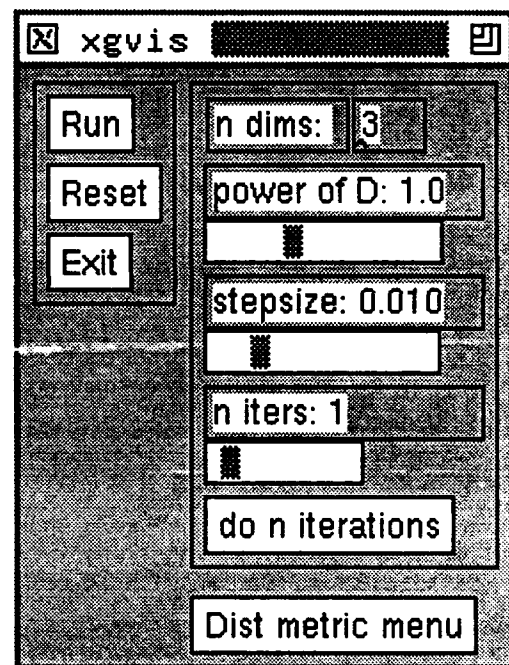 xgvis
Run
Reset
Exit
n dims: 3
power of D: 1.0
stepsize: 0.010
n iters: 1
do n iterations
Dist metric menu